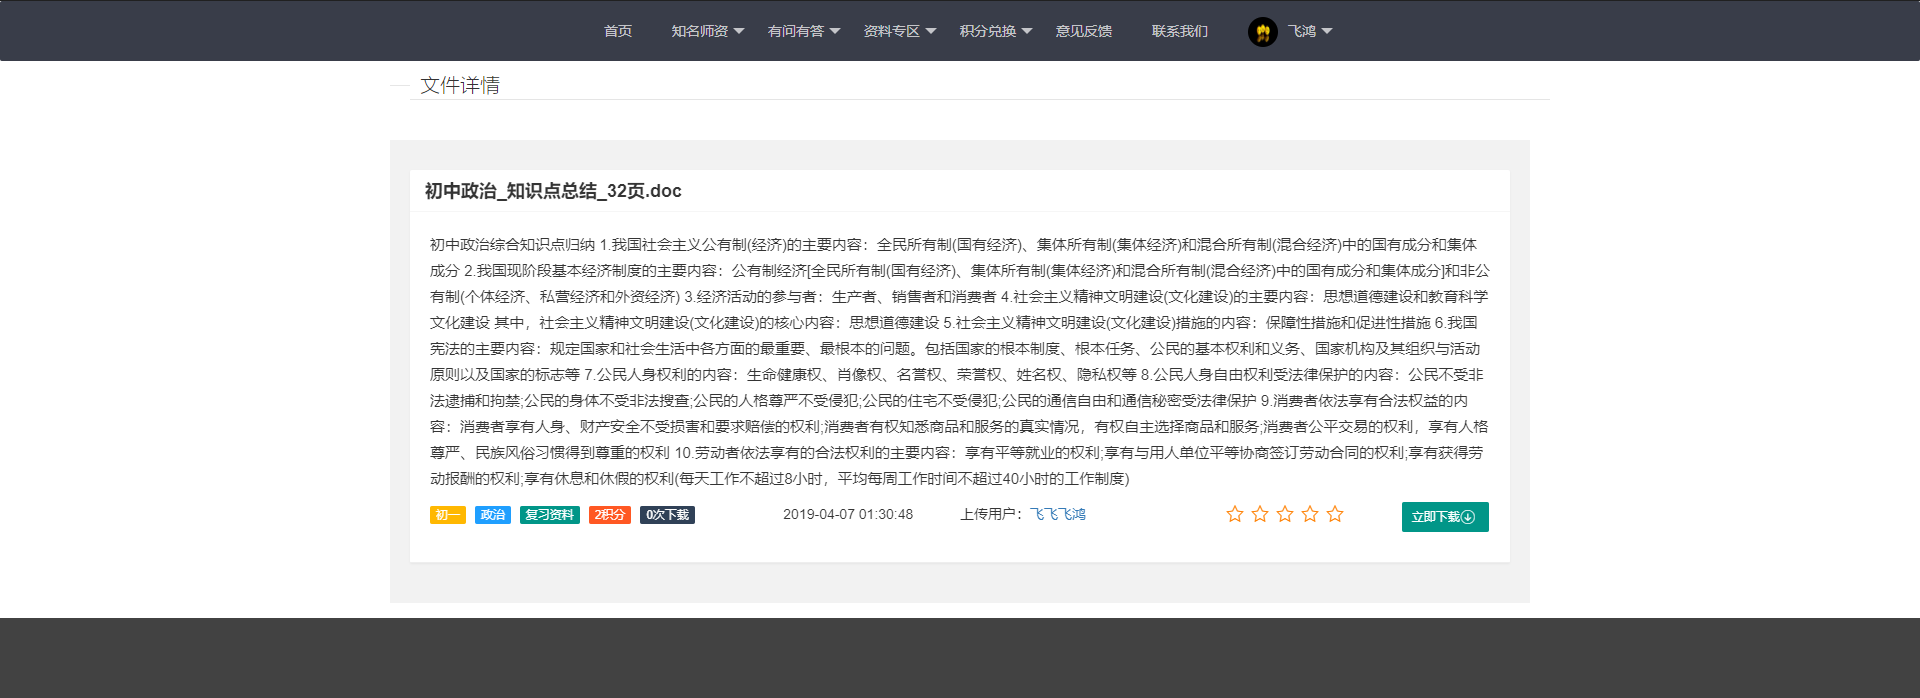 首页 知名师资 有问有答 资料专区 积分兑换 意见反馈 联系我们 飞鸿
文件详情
初中政治_知识点总结_32页.doc
初中政治综合知识点归纳 1.我国社会主义公有制(经济)的主要内容：全民所有制(国有经济)、集体所有制(集体经济)和混合所有制(混合经济)中的国有成分和集体
成分 2.我国现阶段基本经济制度的主要内容：公有制经济[全民所有制(国有经济)、集体所有制(集体经济)和混合所有制(混合经济)中的国有成分和集体成分]和非公
有制(个体经济、私营经济和外资经济) 3.经济活动的参与者：生产者、销售者和消费者 4.社会主义精神文明建设(文化建设)的主要内容：思想道德建设和教育科学
文化建设 其中，社会主义精神文明建设(文化建设)的核心内容：思想道德建设 5.社会主义精神文明建设(文化建设)措施的内容：保障性措施和促进性措施 6.我国
宪法的主要内容：规定国家和社会生活中各方面的最重要、最根本的问题。包括国家的根本制度、根本任务、公民的基本权利和义务、国家机构及其组织与活动
原则以及国家的标志等 7.公民人身权利的内容：生命健康权、肖像权、名誉权、荣誉权、姓名权、隐私权等 8.公民人身自由权利受法律保护的内容：公民不受非
法逮捕和拘禁;公民的身体不受非法搜查;公民的人格尊严不受侵犯;公民的住宅不受侵犯;公民的通信自由和通信秘密受法律保护 9.消费者依法享有合法权益的内
容：消费者享有人身、财产安全不受损害和要求赔偿的权利;消费者有权知悉商品和服务的真实情况，有权自主选择商品和服务;消费者公平交易的权利，享有人格
尊严、民族风俗习惯得到尊重的权利 10.劳动者依法享有的合法权利的主要内容：享有平等就业的权利;享有与用人单位平等协商签订劳动合同的权利;享有获得劳
动报酬的权利;享有休息和休假的权利(每天工作不超过8小时，平均每周工作时间不超过40小时的工作制度)
初一 政治 复习资料 2积分 0次下载 2019-04-07 01:30:48 上传用户：飞飞飞鸿 立即下载